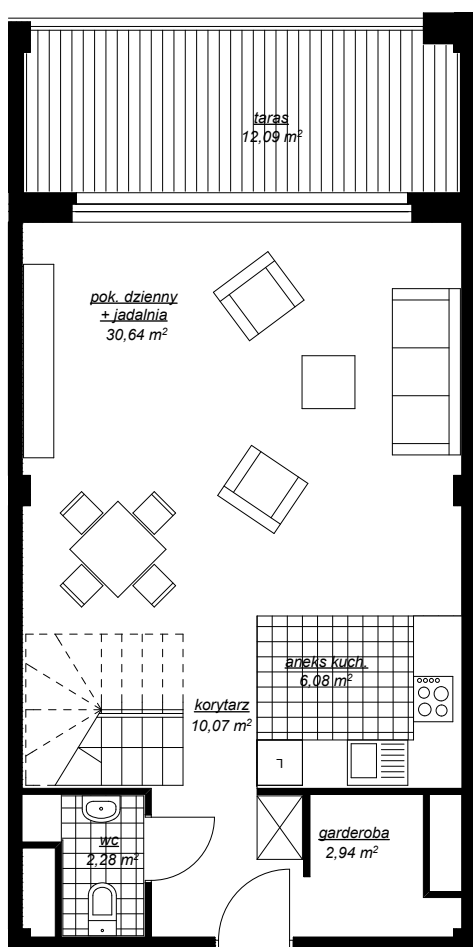 taras
12,09 m²
pok. dzienny
+ jadalnia
30,64 m²
aneks kuch.
6,08 m²
korytarz
10,07 m²
wc
2,28 m²
garderoba
2,94 m²